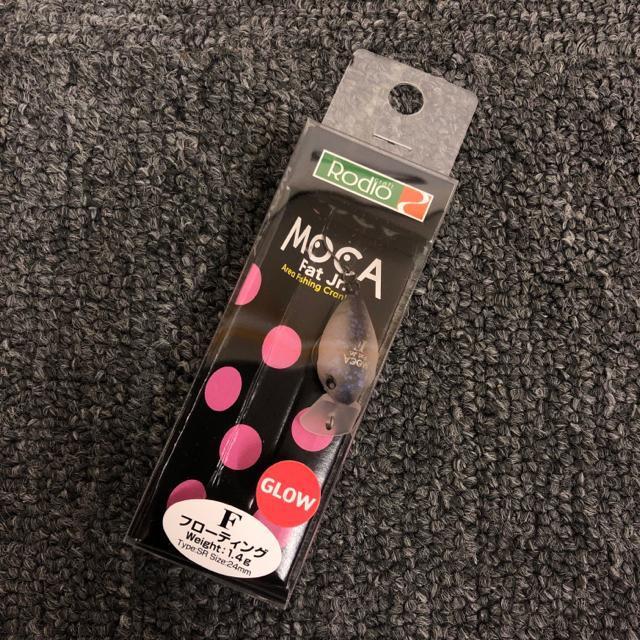 Rodio
MOCA
Fat Jr.
Area Fishing Crank
GLOW
F
フローティング
Weight: 1.4g
Type:SR Size:24mm